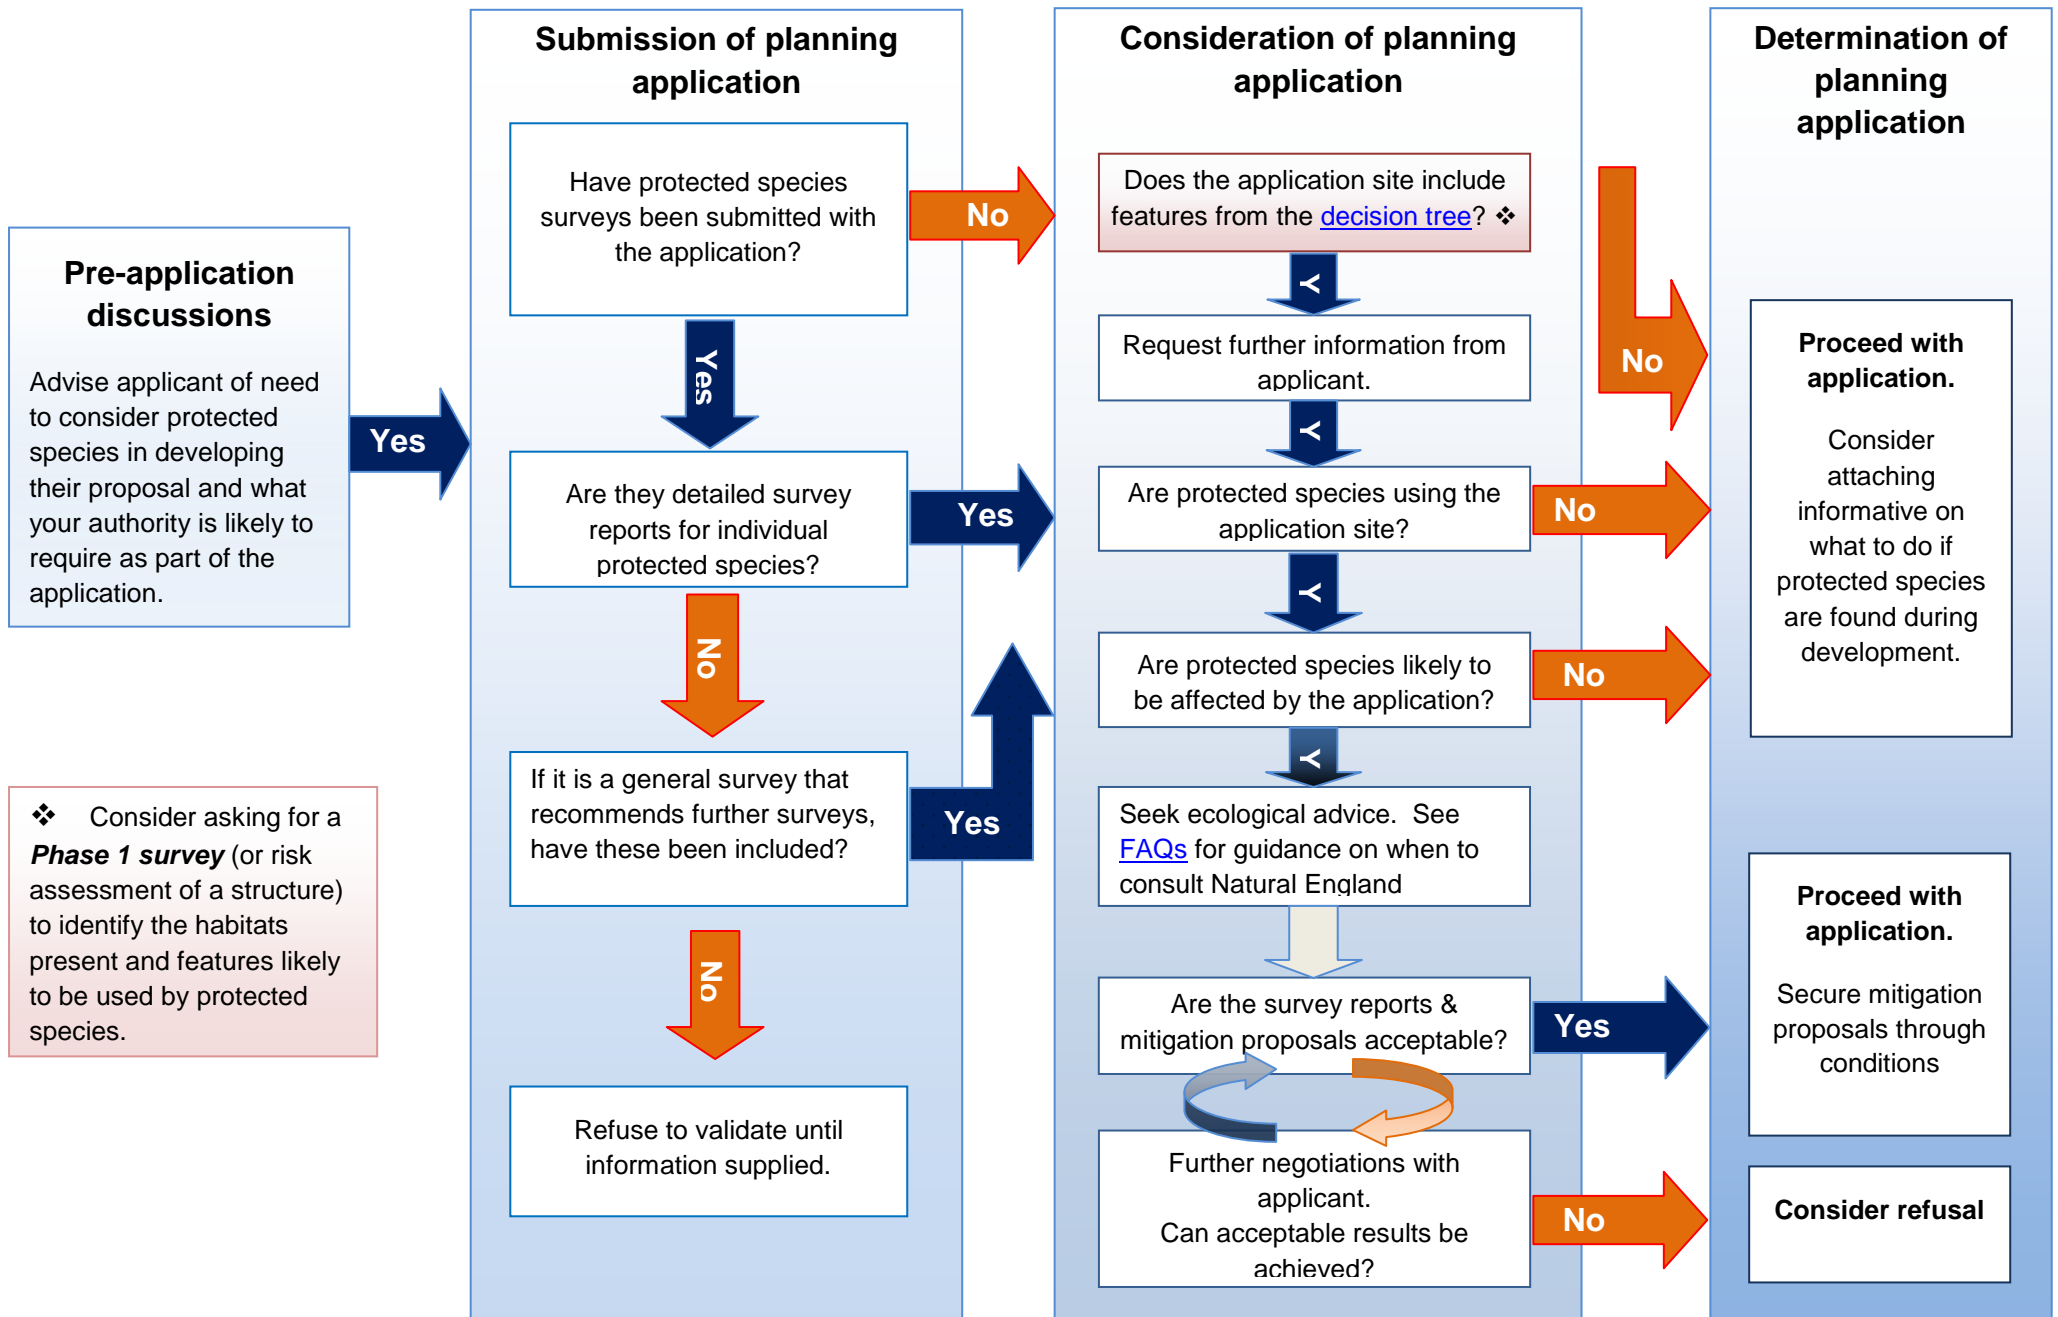 Pre-application
discussions
Advise applicant of need
to consider protected
species in developing
their proposal and what
your authority is likely to
require as part of the
application.
Yes
❖ Consider asking for a
Phase 1 survey (or risk
assessment of a structure)
to identify the habitats
present and features likely
to be used by protected
species.
Submission of planning
application
Have protected species
surveys been submitted with
the application?
No
Yes
Are they detailed survey
reports for individual
protected species?
Yes
No
If it is a general survey that
recommends further surveys,
have these been included?
Yes
No
Refuse to validate until
information supplied.
Consideration of planning
application
Does the application site include
features from the decision tree? ❖
No
Y
Request further information from
applicant.
Y
Are protected species using the
application site?
No
Y
Are protected species likely to
be affected by the application?
No
Y
Seek ecological advice.  See
FAQs for guidance on when to
consult Natural England
Are the survey reports &
mitigation proposals acceptable?
Yes
Further negotiations with
applicant.
Can acceptable results be
achieved?
No
Determination of
planning
application
Proceed with
application.
Consider
attaching
informative on
what to do if
protected species
are found during
development.
Proceed with
application.
Secure mitigation
proposals through
conditions
Consider refusal